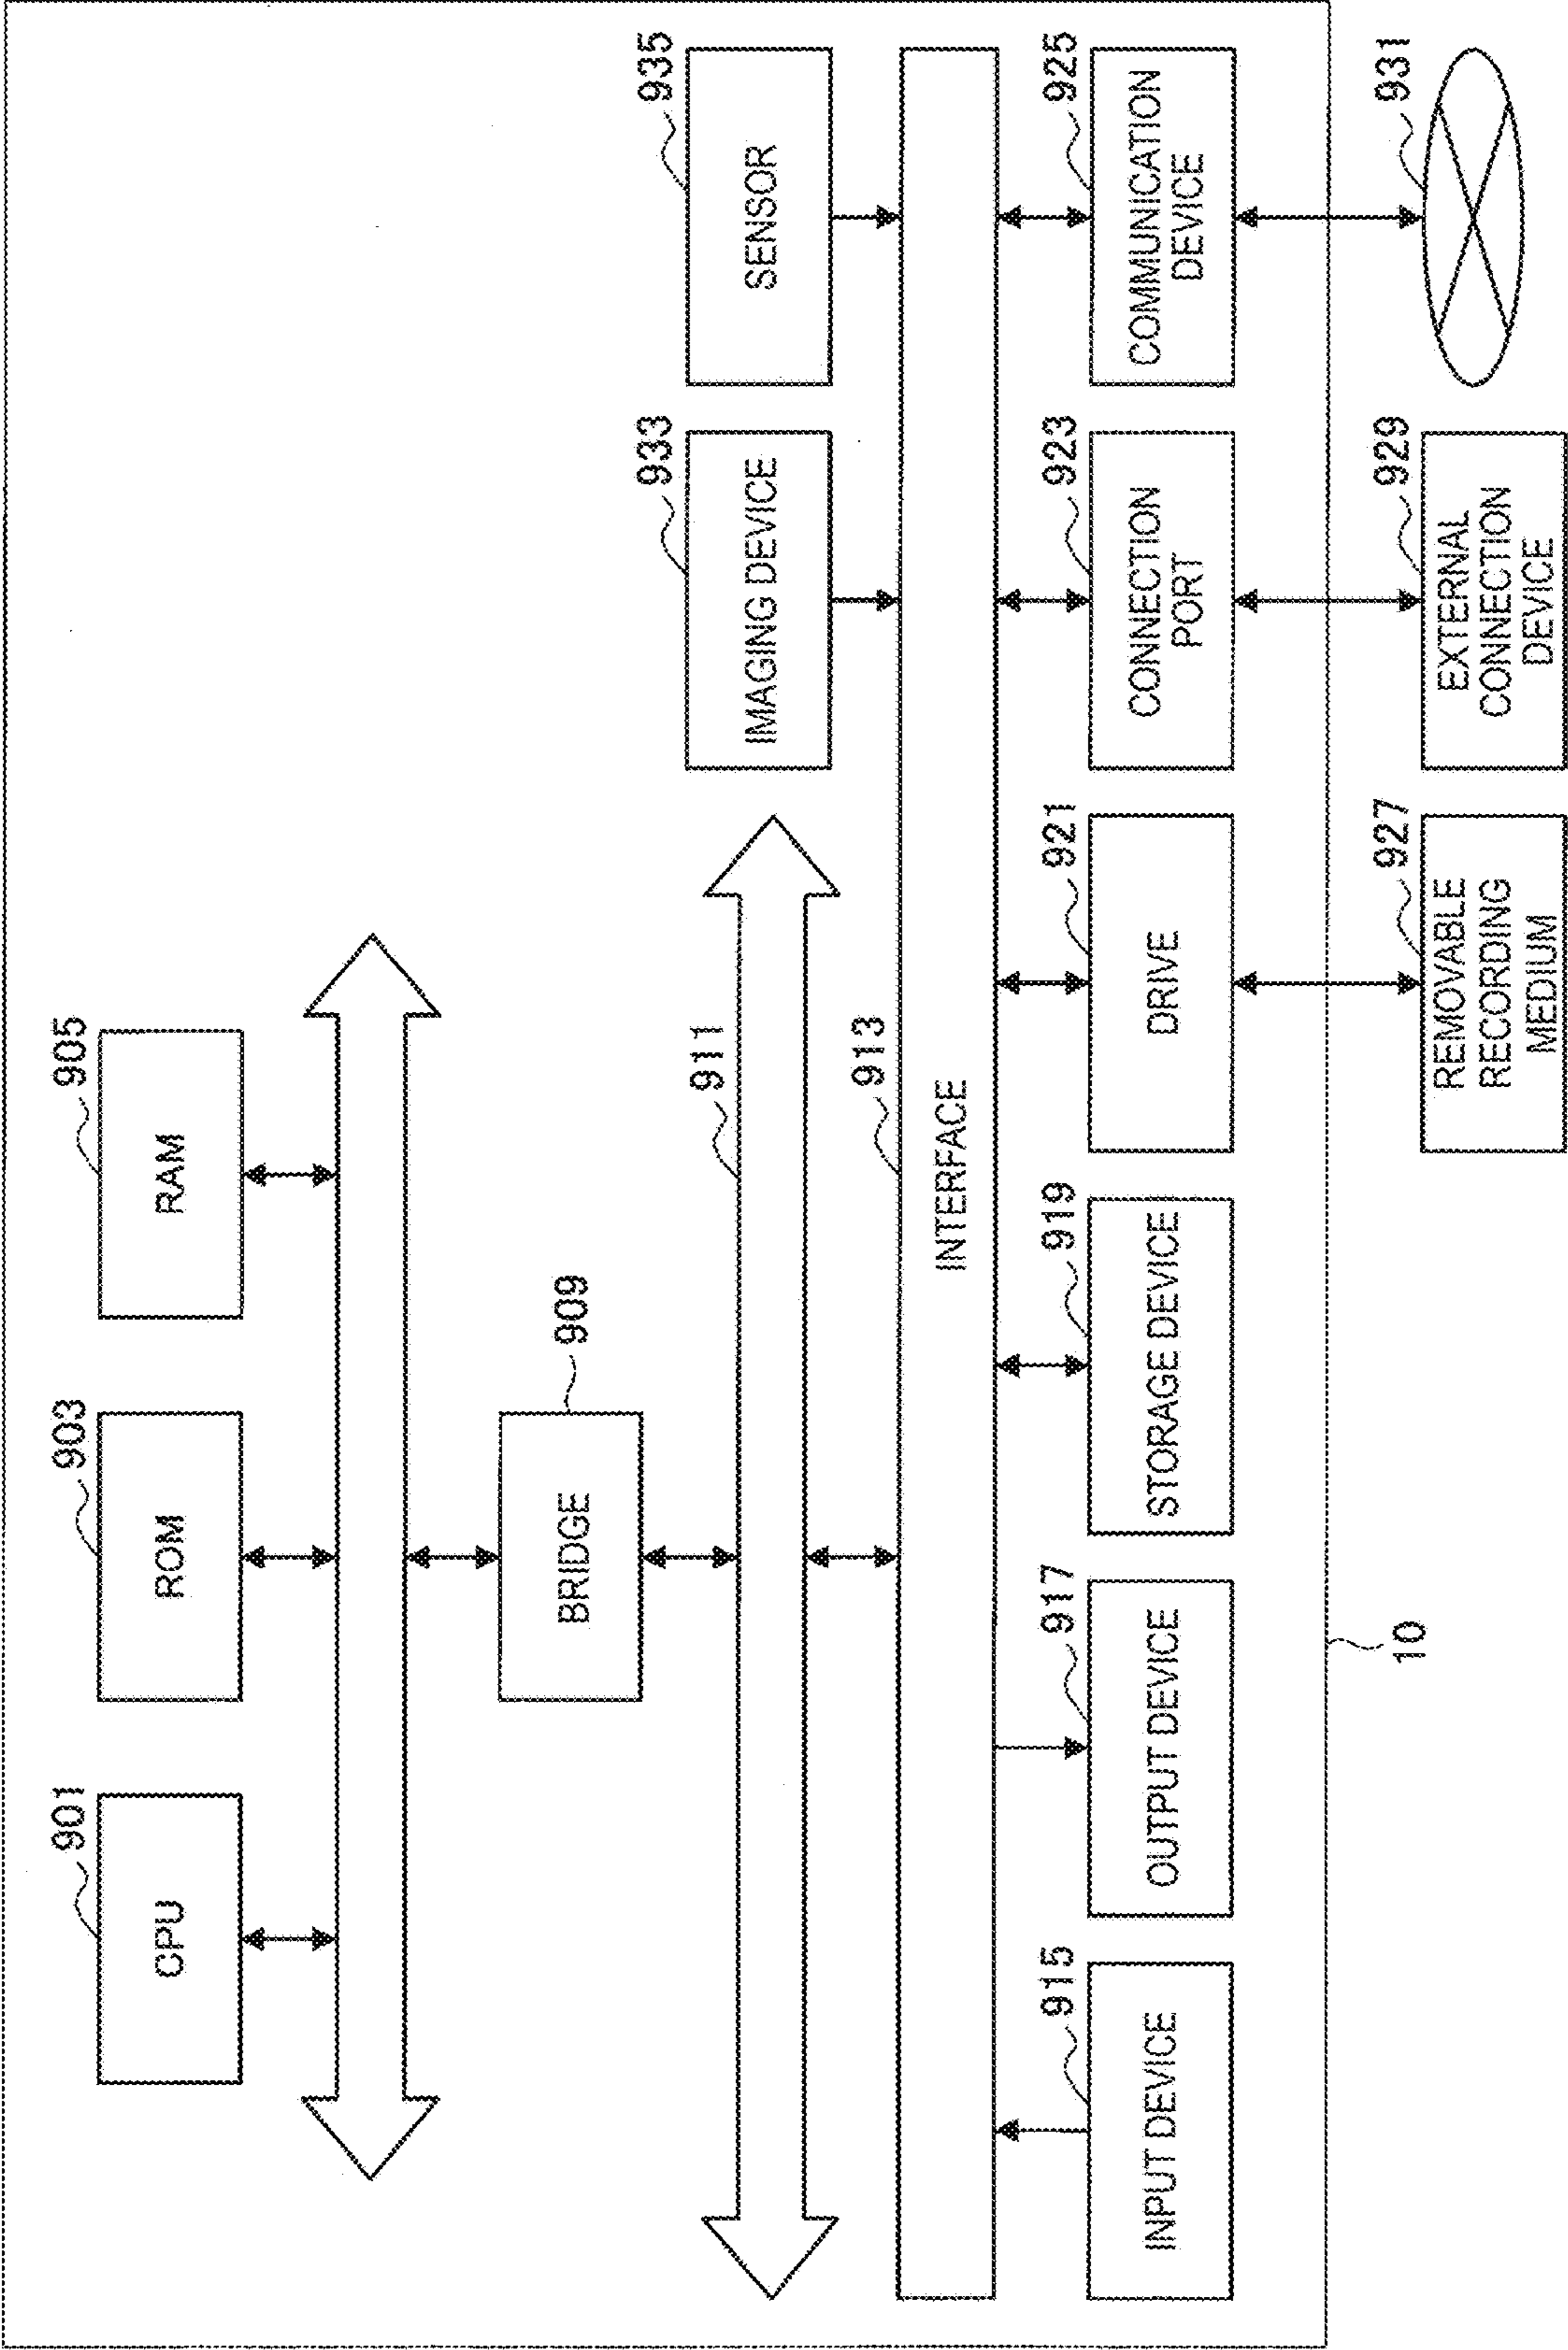 901
CPU
903
ROM
905
RAM
909
BRIDGE
911
933
IMAGING DEVICE
935
SENSOR
913
INTERFACE
915
INPUT DEVICE
917
OUTPUT DEVICE
919
STORAGE DEVICE
921
DRIVE
923
CONNECTION
PORT
925
COMMUNICATION
DEVICE
10
927
REMOVABLE
RECORDING
MEDIUM
929
EXTERNAL
CONNECTION
DEVICE
931